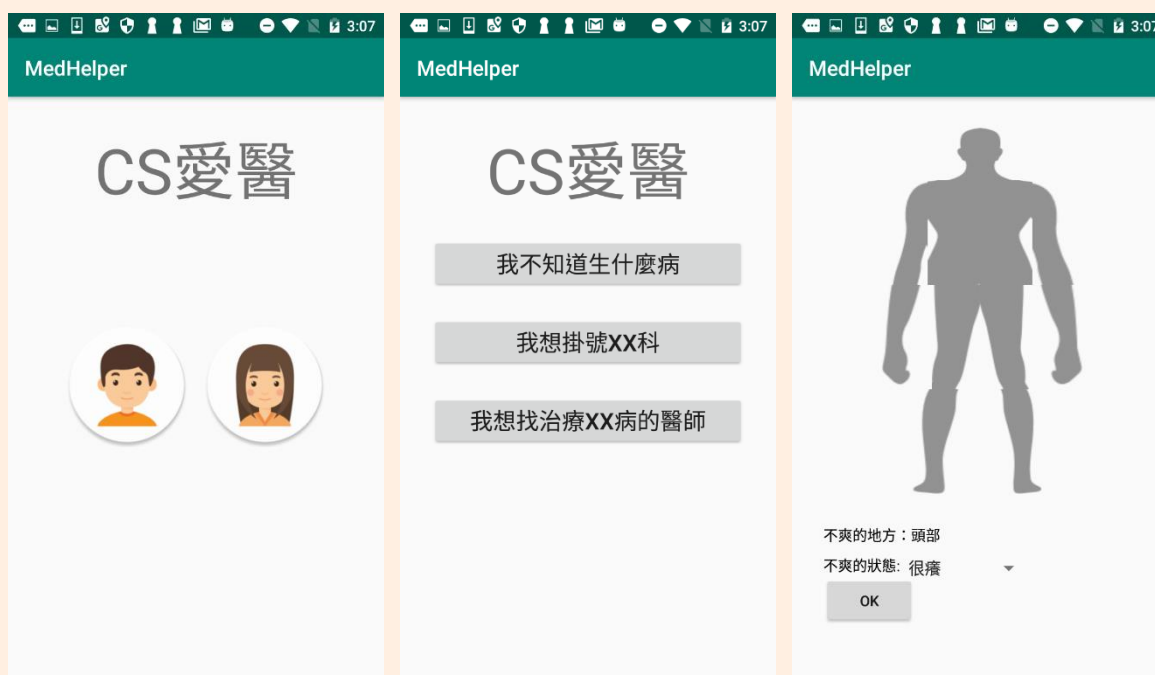 3:07
MedHelper
CS愛醫
3:07
MedHelper
CS愛醫
我不知道生什麼病
我想掛號XX科
我想找治療XX病的醫師
3:07
MedHelper
不爽的地方：頭部
不爽的狀態: 很癢
OK